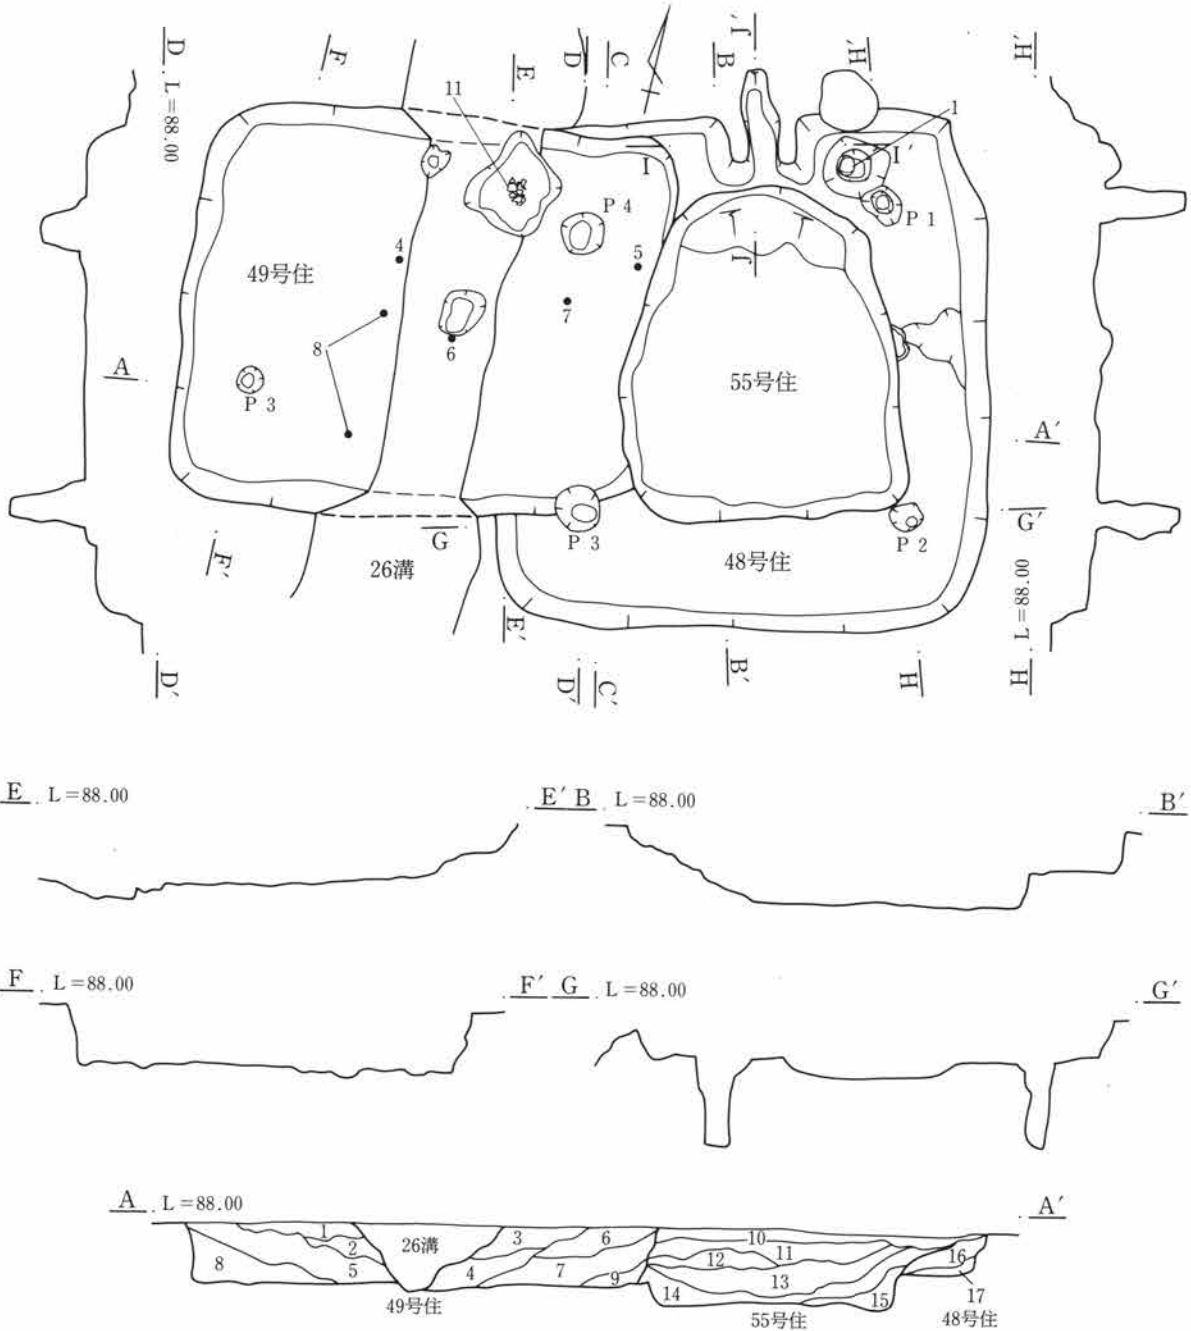 D
L=88.00
F
11
E
D
C
B
J′
H′
1
H′
I
I′
P 4
P 1
J
49号住
4
5
7
8
6
55号住
A
P 3
A′
G
P 3
P 2
G′
F′
26溝
48号住
L=88.00
E′
D′
D′
C′
B′
H
H
E L=88.00 E′
B L=88.00 B′
F L=88.00 F′
G L=88.00 G′
A L=88.00 A′
1
2
26溝
3
6
10
11
12
16
8
5
4
7
9
13
14
15
17
49号住
55号住
48号住